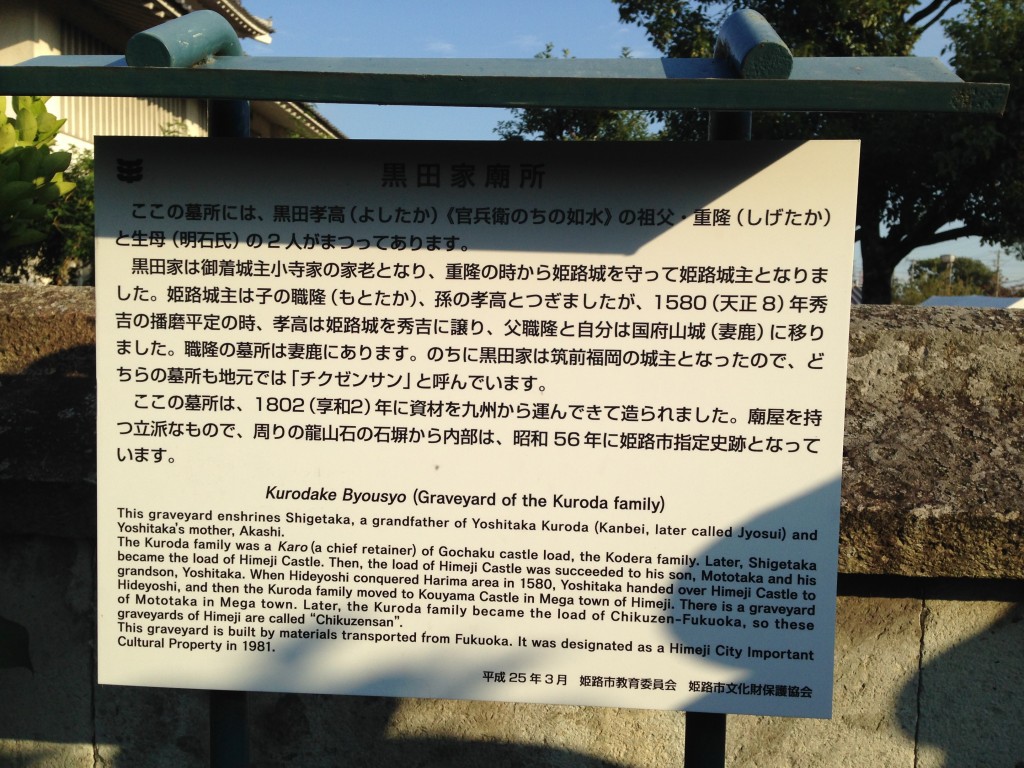 黒田家廟所
ここの墓所には、黒田孝高（よしたか）《官兵衛のちの如水》の祖父・重隆（しげたか）
と生母（明石氏）の２人がまつってあります。
黒田家は御着城主小寺家の家老となり、重隆の時から姫路城を守って姫路城主となりま
した。姫路城主は子の職隆（もとたか）、孫の孝高とつぎましたが、1580（天正８）年秀
吉の播磨平定の時、孝高は姫路城を秀吉に譲り、父職隆と自分は国府山城（妻鹿）に移り
ました。職隆の墓所は妻鹿にあります。のちに黒田家は筑前福岡の城主となったので、ど
ちらの墓所も地元では「チクゼンサン」と呼んでいます。
ここの墓所は、1802（享和2）年に資材を九州から運んできて造られました。廟屋を持
つ立派なもので、周りの龍山石の石塀から内部は、昭和 56 年に姫路市指定史跡となって
います。
Kurodake Byousyo (Graveyard of the Kuroda family)
This graveyard enshrines Shigetaka, a grandfather of Yoshitaka Kuroda (Kanbei, later called Jyosui) and
Yoshitaka's mother, Akashi.
The Kuroda family was a Karo (a chief retainer) of Gochaku castle load, the Kodera family. Later, Shigetaka
became the load of Himeji Castle. Then, the load of Himeji Castle was succeeded to his son, Mototaka and his
grandson, Yoshitaka. When Hideyoshi conquered Harima area in 1580, Yoshitaka handed over Himeji Castle to
Hideyoshi, and then the Kuroda family moved to Kouyama Castle in Mega town of Himeji. There is a graveyard
of Mototaka in Mega town. Later, the Kuroda family became the load of Chikuzen-Fukuoka, so these
graveyards of Himeji are called "Chikuzensan".
This graveyard is built by materials transported from Fukuoka. It was designated as a Himeji City Important
Cultural Property in 1981.
平成 25 年 3 月　姫路市教育委員会　姫路市文化財保護協会